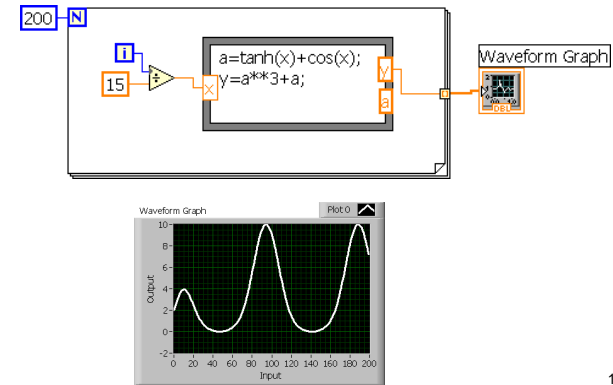 200 N
Waveform Graph
i
15
÷
x
a=tanh(x)+cos(x);
y=a**3+a;
y
a
DBL
Waveform Graph
Plot 0
10-
8-
6-
4-
2-
0-
-2-
Output
0 20 40 60 80 100 120 140 160 180 200
Input
1